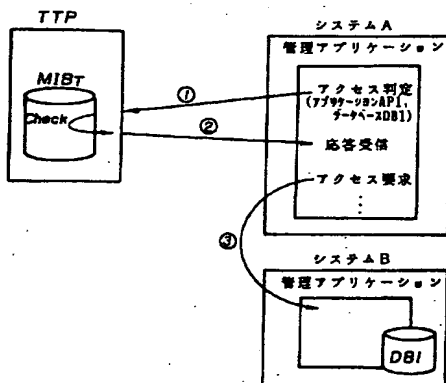 TTP
MIBT
Check
①
②
③
システムA
管理アプリケーション
アクセス判定
(アプリケーションAPI,
データベースDB1)
応答受信
アクセス要求
⋮
システムB
管理アプリケーション
DB1